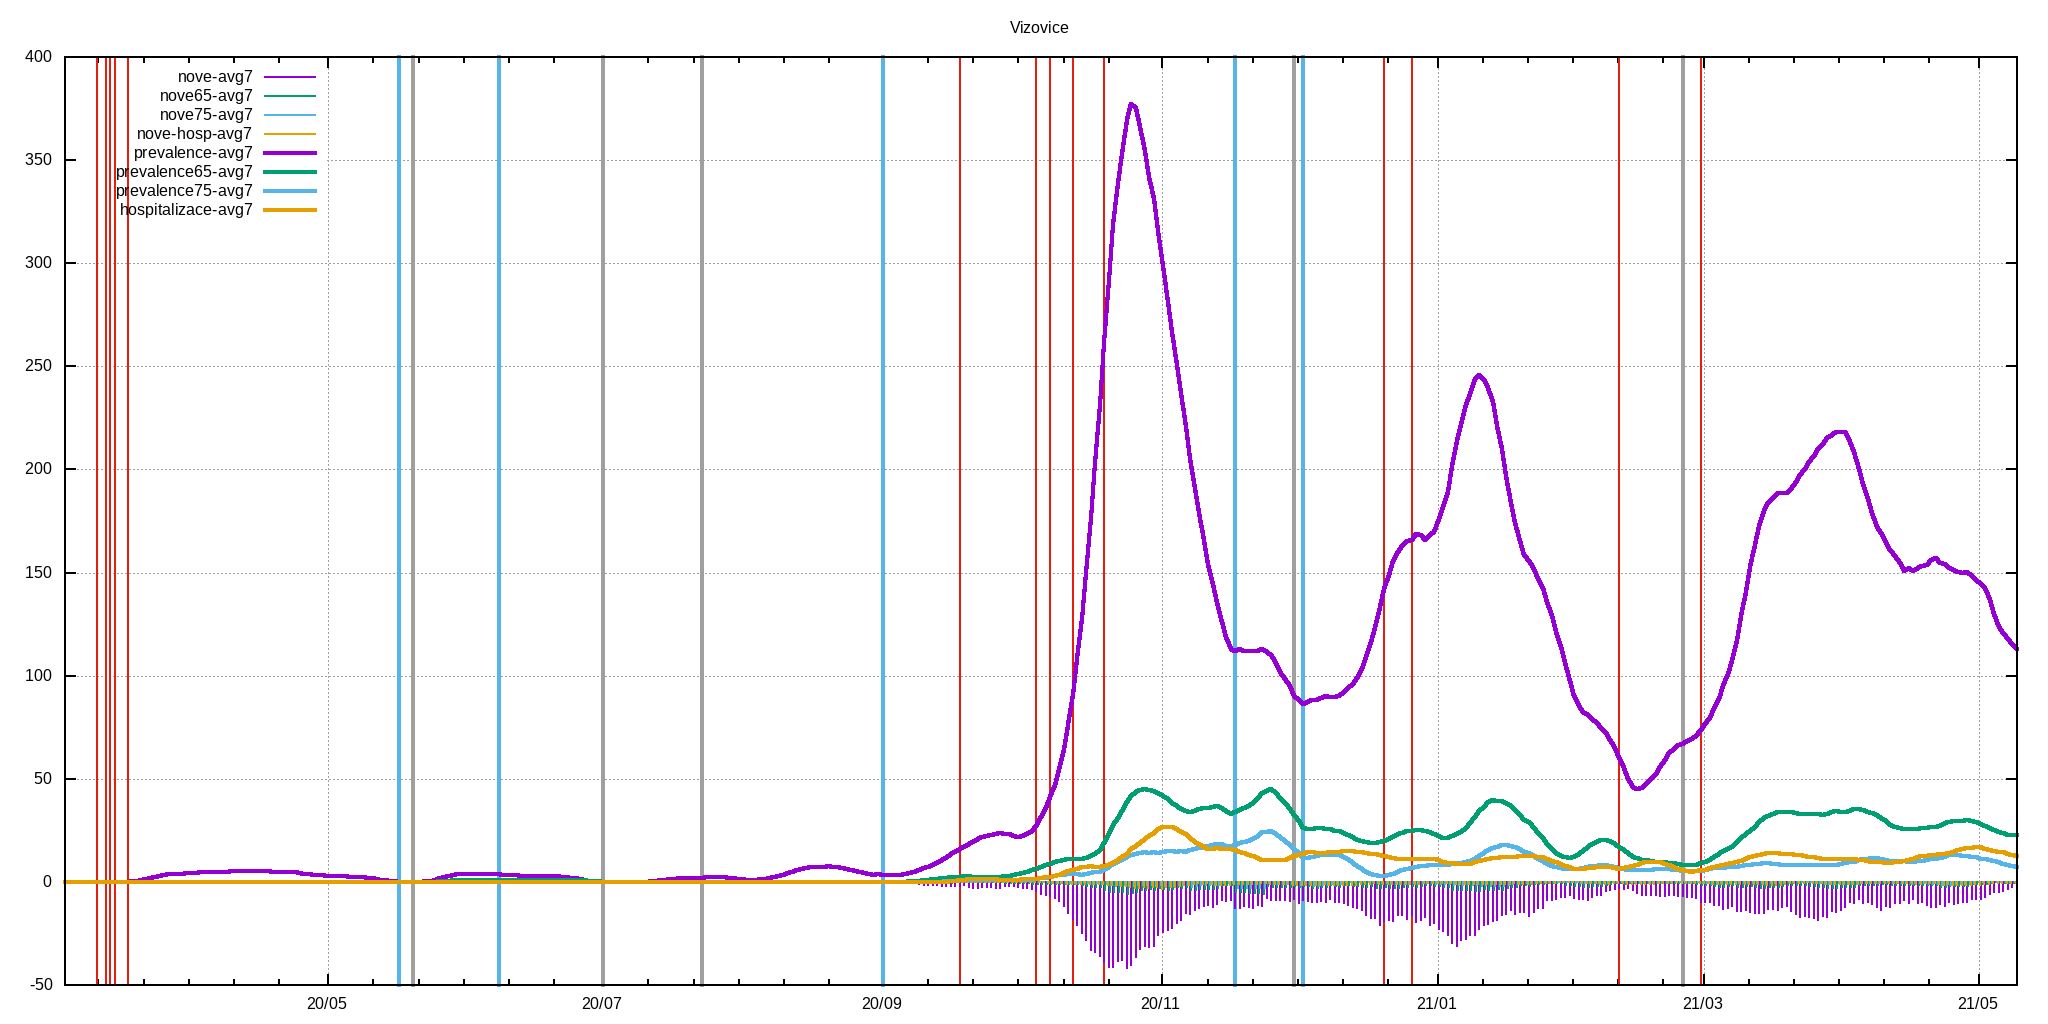 Vizovice
400
350
300
250
200
150
100
50
0
-50
nove-avg7
nove65-avg7
nove75-avg7
nove-hosp-avg7
prevalence-avg7
prevalence65-avg7
prevalence75-avg7
hospitalizace-avg7
20/05 20/07 20/09 20/11 21/01 21/03 21/05